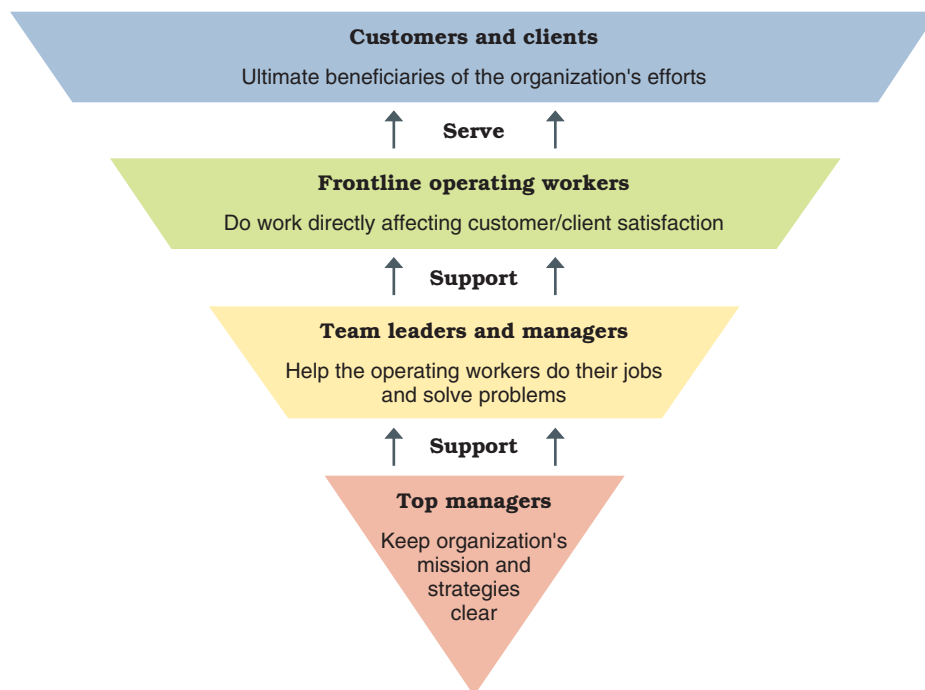 Customers and clients
Ultimate beneficiaries of the organization's efforts
Serve
Frontline operating workers
Do work directly affecting customer/client satisfaction
Support
Team leaders and managers
Help the operating workers do their jobs
and solve problems
Support
Top managers
Keep organization's
mission and
strategies
clear